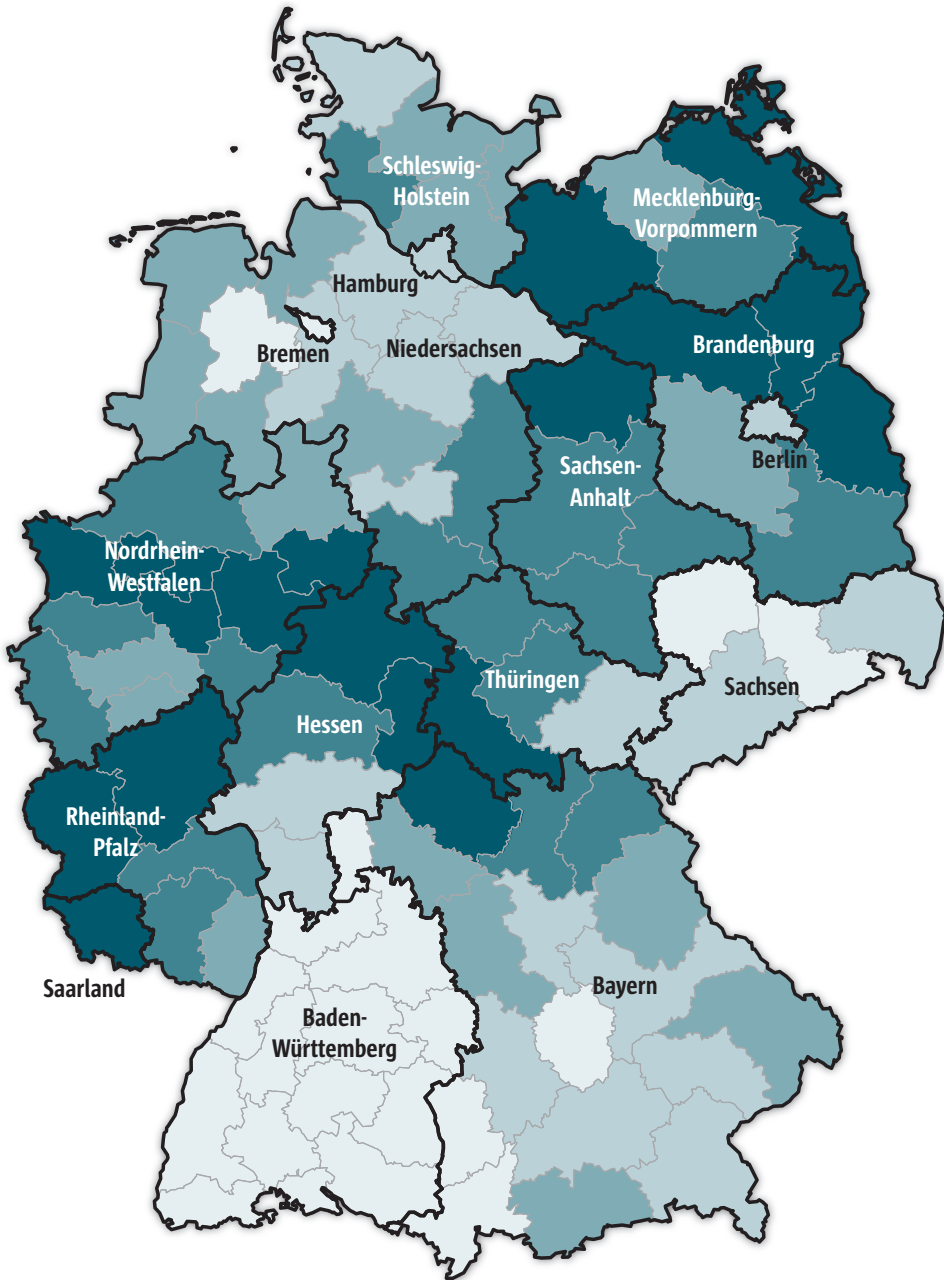 Schleswig-
Holstein
Mecklenburg-
Vorpommern
Hamburg
Bremen
Niedersachsen
Brandenburg
Berlin
Sachsen-
Anhalt
Nordrhein-
Westfalen
Thüringen
Sachsen
Hessen
Rheinland-
Pfalz
Saarland
Bayern
Baden-
Württemberg